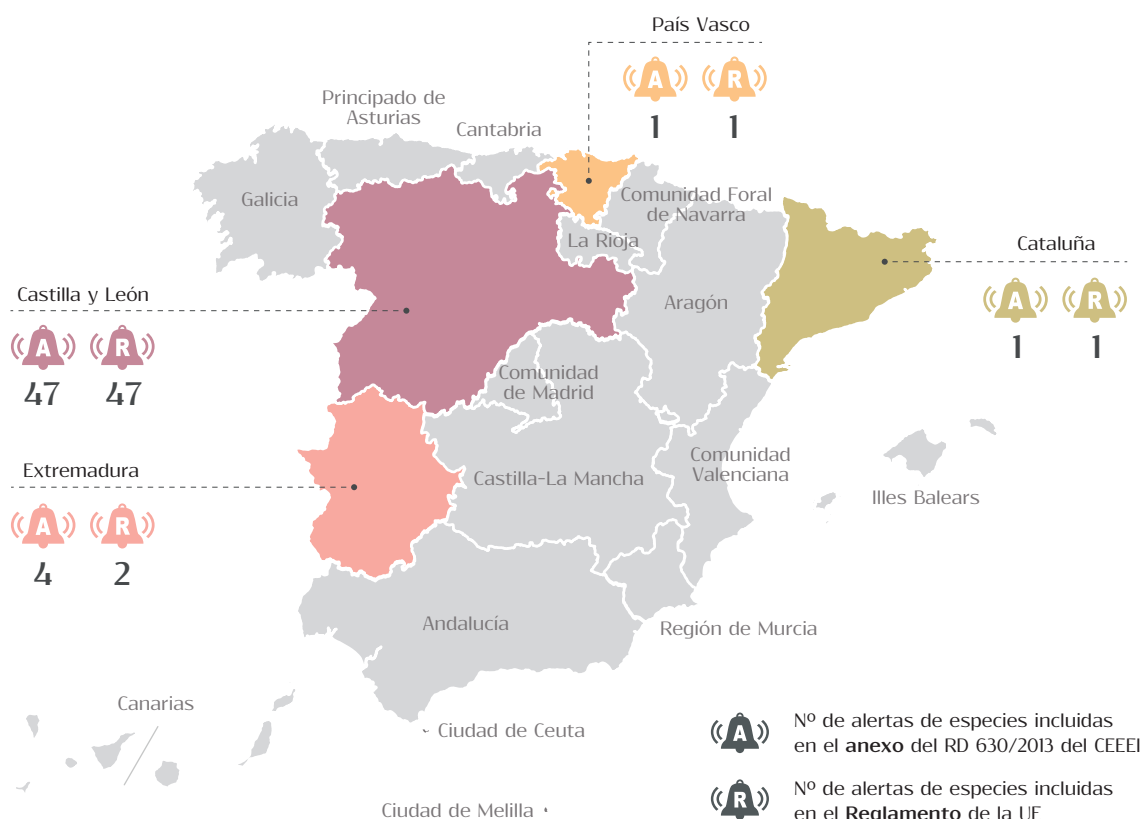 País Vasco
A R
1 1
Principado de
Asturias
Cantabria
Galicia
Comunidad Foral
de Navarra
La Rioja
Cataluña
A R
1 1
Castilla y León
A R
47 47
Aragón
Comunidad
de Madrid
Extremadura
A R
4 2
Castilla-La Mancha
Comunidad
Valenciana
Illes Balears
Andalucía
Región de Murcia
Canarias
Ciudad de Ceuta
Ciudad de Melilla
A Nº de alertas de especies incluidas
en el anexo del RD 630/2013 del CEEEI
R Nº de alertas de especies incluidas
en el Reglamento de la UE